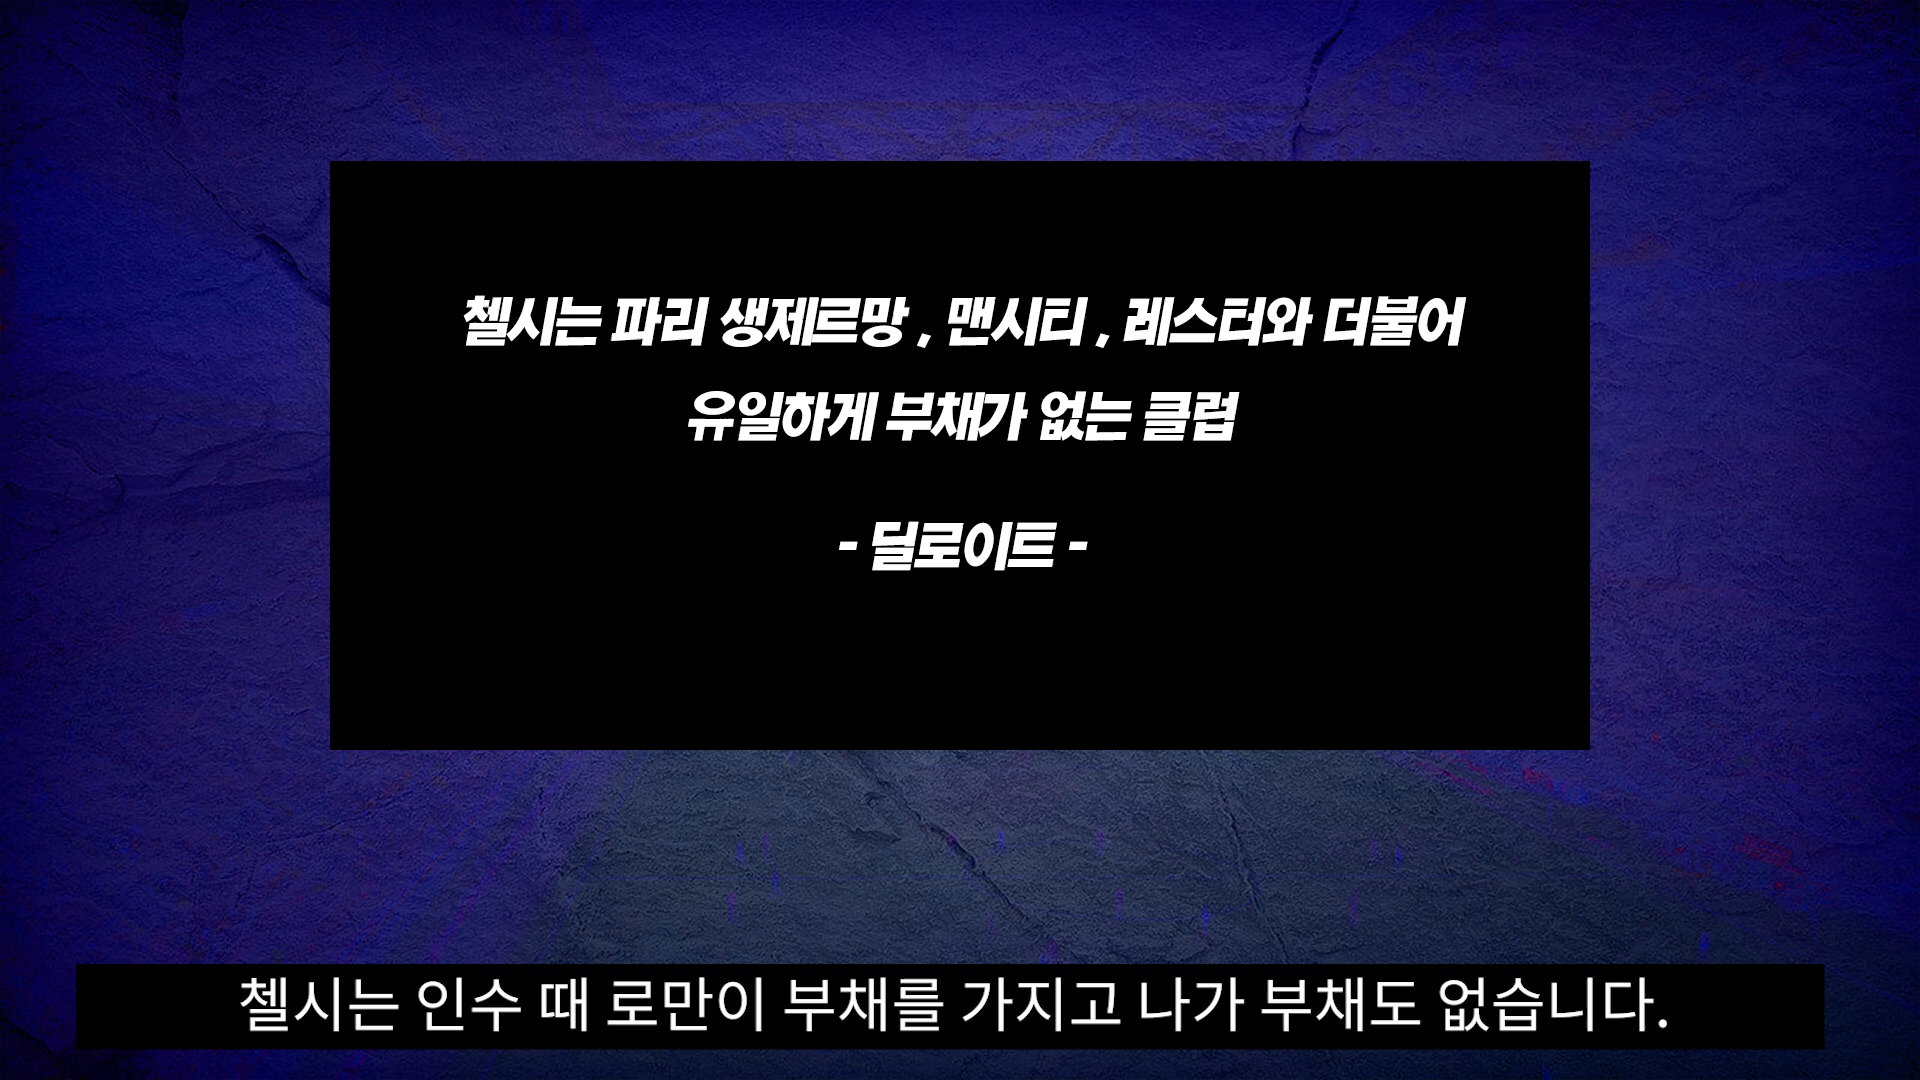 첼시는 파리 생제르망 , 맨시티 , 레스터와 더불어
유일하게 부채가 없는 클럽
- 딜로이트 -
첼시는 인수 때 로만이 부채를 가지고 나가 부채도 없습니다.